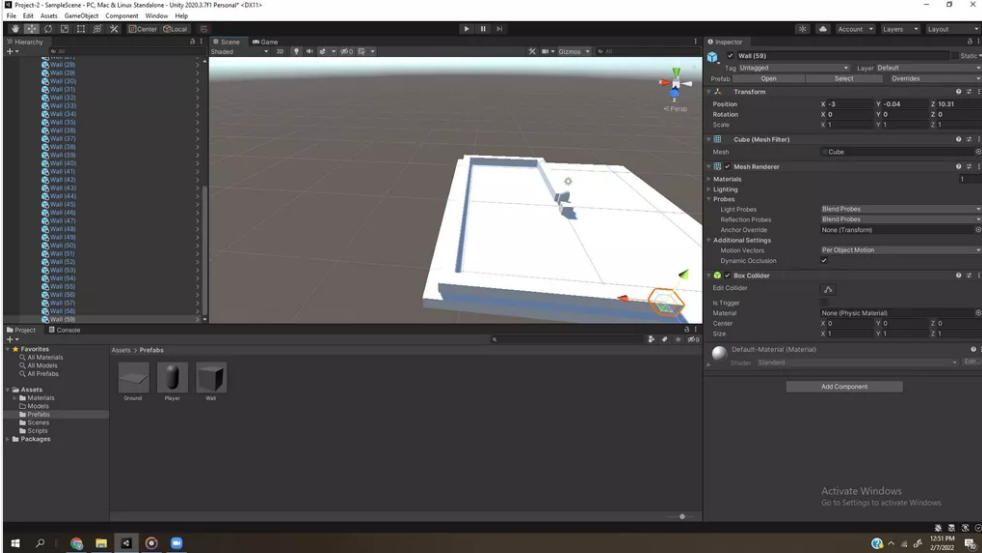 Project-2 - SampleScene - PC, Mac & Linux Standalone - Unity 2020.3.7f1 Personal* <DX11>
File Edit Assets GameObject Component Window Help
Center Local
Account Layers Layout
Hierarchy
All
Wall (28)
Wall (29)
Wall (30)
Wall (31)
Wall (32)
Wall (33)
Wall (34)
Wall (35)
Wall (36)
Wall (37)
Wall (38)
Wall (39)
Wall (40)
Wall (41)
Wall (42)
Wall (43)
Wall (44)
Wall (45)
Wall (46)
Wall (47)
Wall (48)
Wall (49)
Wall (50)
Wall (51)
Wall (52)
Wall (53)
Wall (54)
Wall (55)
Wall (56)
Wall (57)
Wall (58)
Wall (59)
Scene Game
Shaded 2D 0 Gizmos All
Persp
Inspector
Wall (59) Static
Tag Untagged Layer Default
Prefab Open Select Overrides
Transform
Position X -3 Y -0.04 Z 10.31
Rotation X 0 Y 0 Z 0
Scale X 1 Y 1 Z 1
Cube (Mesh Filter)
Mesh Cube
Mesh Renderer
Materials 1
Lighting
Probes
Light Probes Blend Probes
Reflection Probes Blend Probes
Anchor Override None (Transform)
Additional Settings
Motion Vectors Per Object Motion
Dynamic Occlusion
Box Collider
Edit Collider
Is Trigger
Material None (Physic Material)
Center X 0 Y 0 Z 0
Size X 1 Y 1 Z 1
Default-Material (Material)
Shader Standard Edit...
Add Component
Project Console
Favorites
All Materials
All Models
All Prefabs
Assets
Materials
Models
Prefabs
Scenes
Scripts
Packages
Assets > Prefabs
Ground Player Wall
Activate Windows
Go to Settings to activate Windows.
12:51 PM
2/7/2022